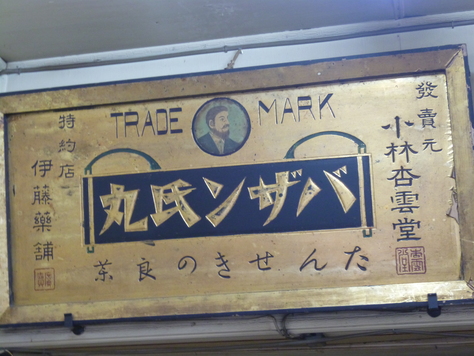 TRADE MARK
發賣元
小林杏雲堂
バザン氏丸
たんせきの良薬
特約店
伊藤藥舗